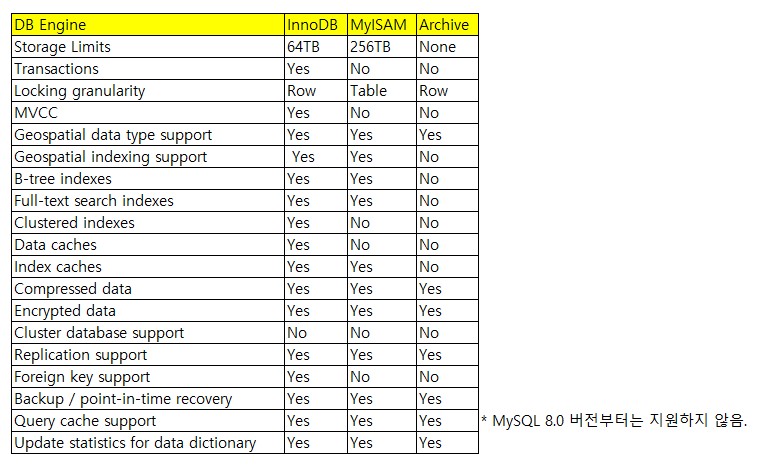 DB Engine InnoDB MyISAM Archive
Storage Limits 64TB 256TB None
Transactions Yes No No
Locking granularity Row Table Row
MVCC Yes No No
Geospatial data type support Yes Yes Yes
Geospatial indexing support Yes Yes No
B-tree indexes Yes Yes No
Full-text search indexes Yes Yes No
Clustered indexes Yes No No
Data caches Yes No No
Index caches Yes Yes No
Compressed data Yes Yes Yes
Encrypted data Yes Yes Yes
Cluster database support No No No
Replication support Yes Yes Yes
Foreign key support Yes No No
Backup / point-in-time recovery Yes Yes Yes
Query cache support Yes Yes Yes * MySQL 8.0 버전부터는 지원하지 않음.
Update statistics for data dictionary Yes Yes Yes